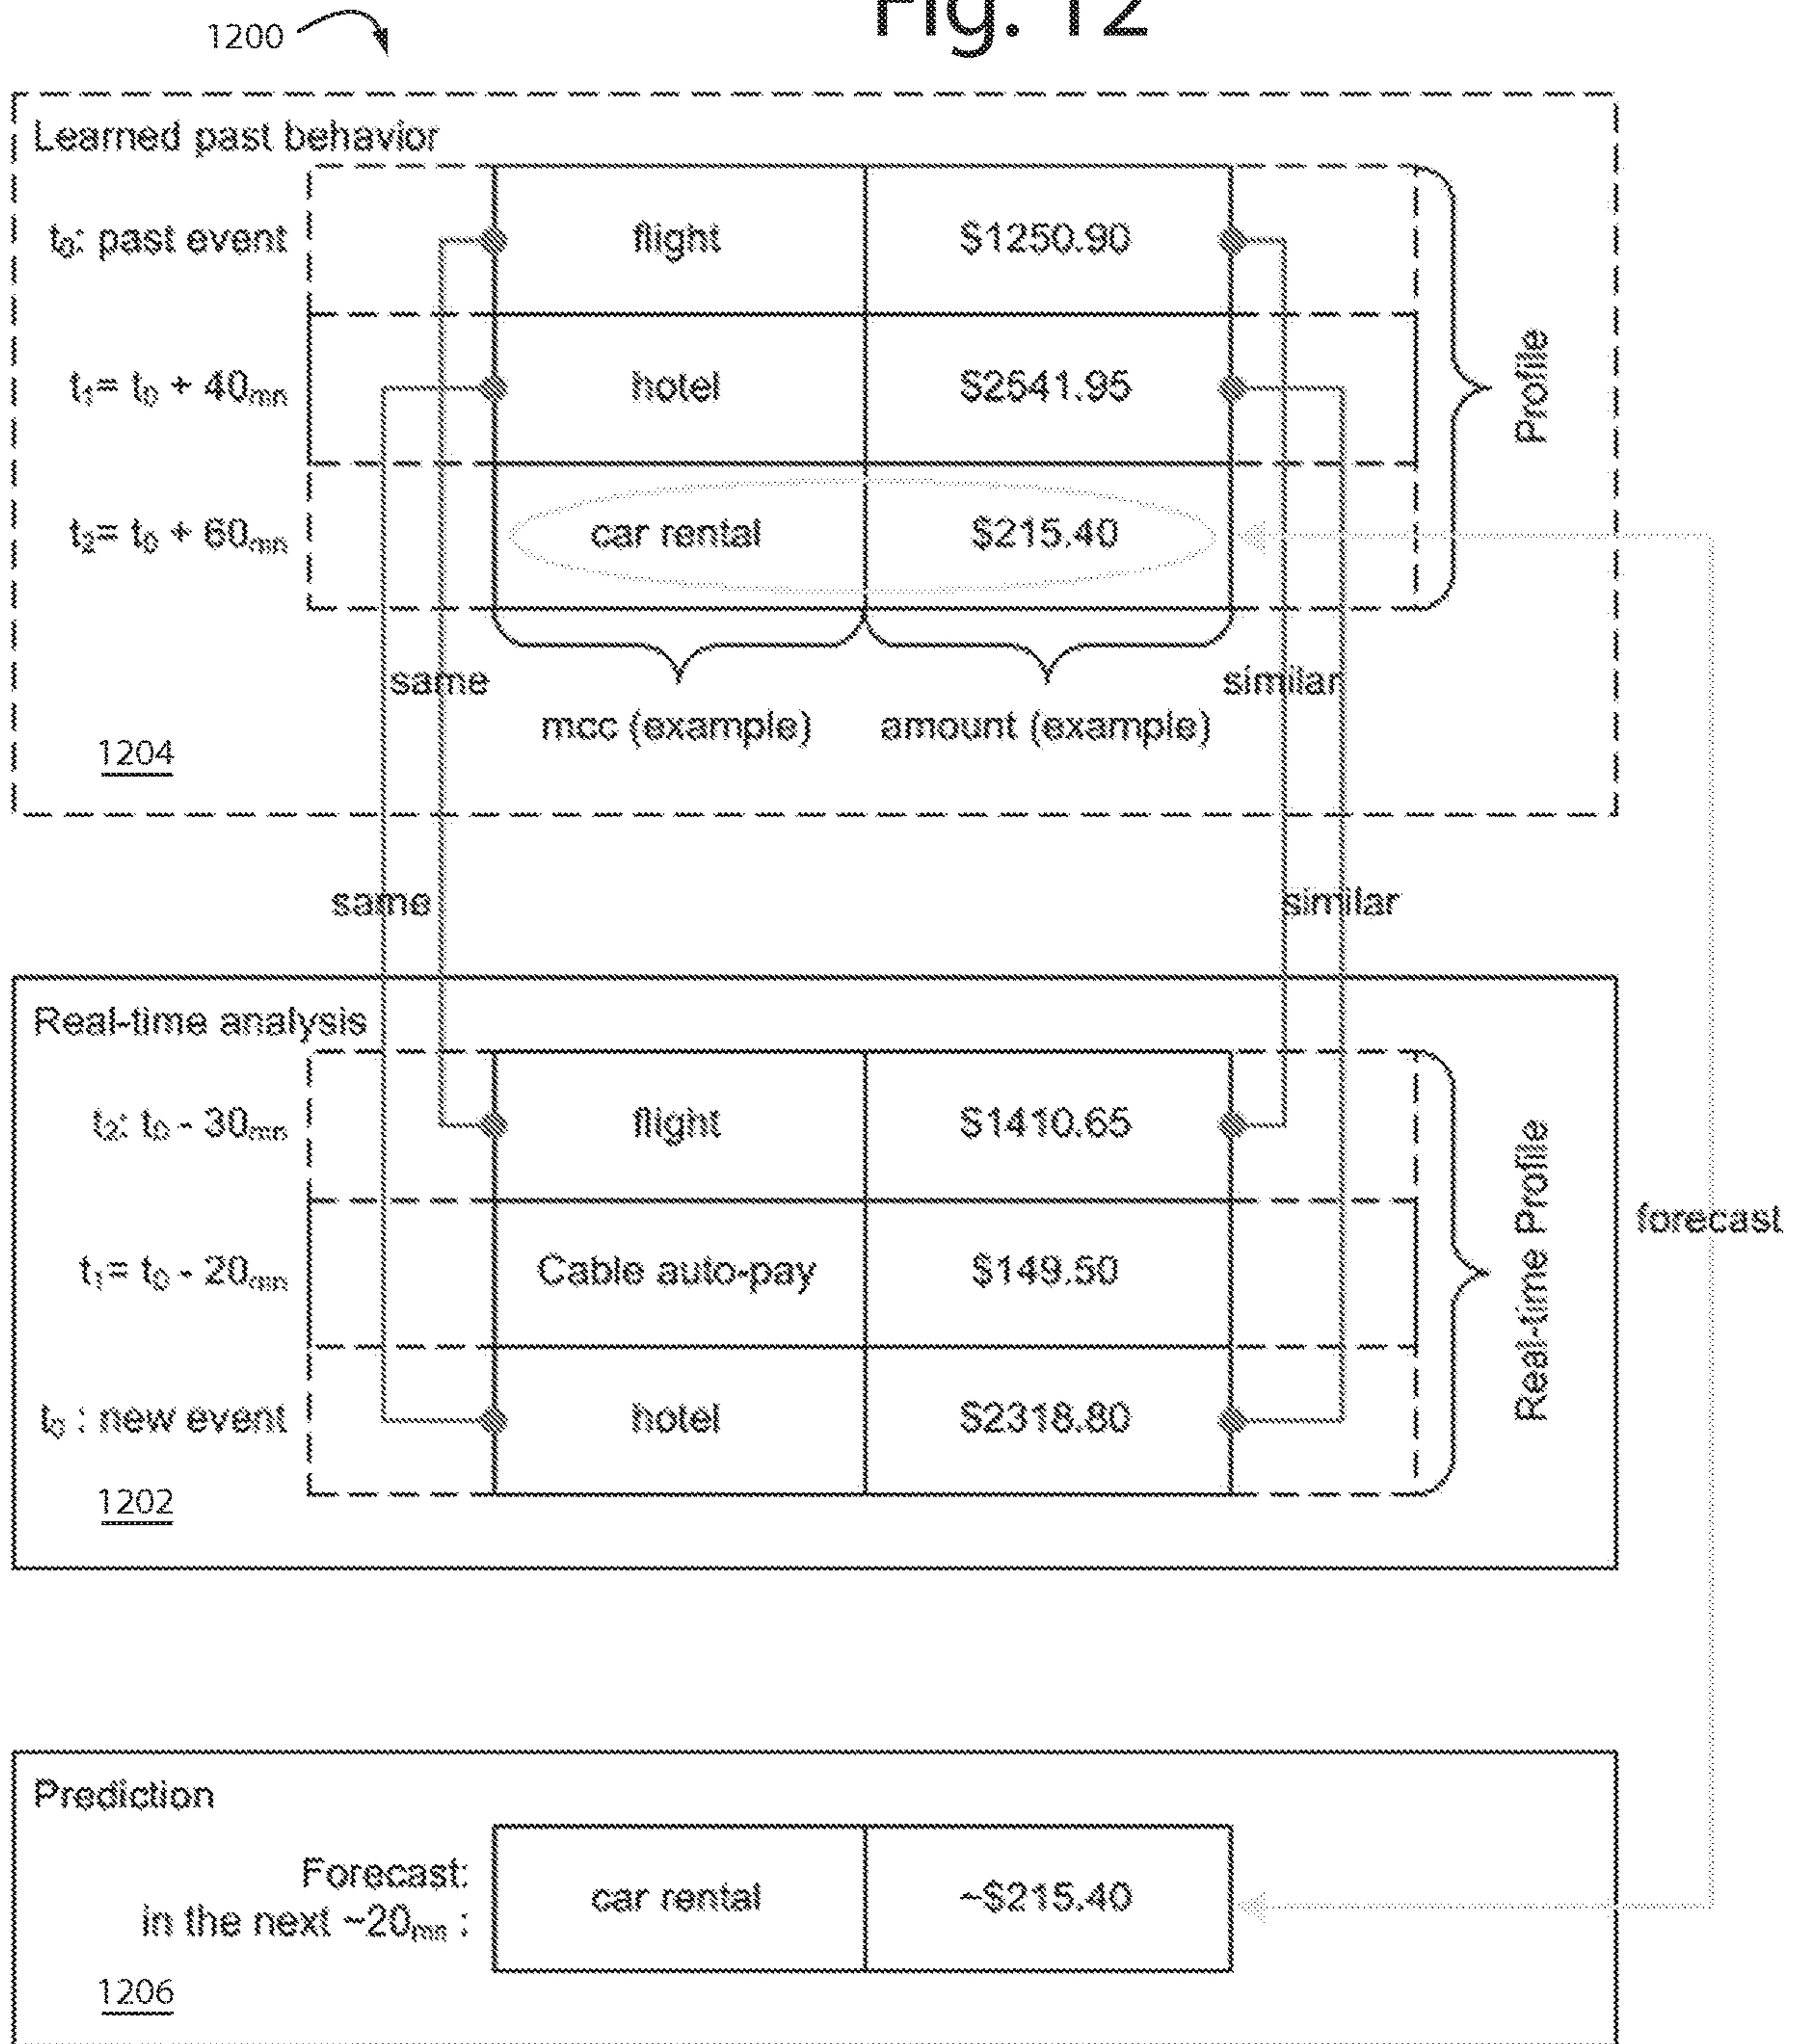 Fig. 12
1200
Learned past behavior
t₀: past event flight $1250.90
t₁= t₀ + 40mn hotel $2541.95
t₂= t₀ + 60mn car rental $215.40
Profile
same similar
mcc (example) amount (example)
1204
same similar
Real-time analysis
t₂: t₀ - 30mn flight $1410.65
t₁= t₀ - 20mn Cable auto-pay $149.50
t₀ : new event hotel $2318.80
Real-time Profile
1202
forecast
Prediction
Forecast:
in the next ~20mn :
car rental ~$215.40
1206